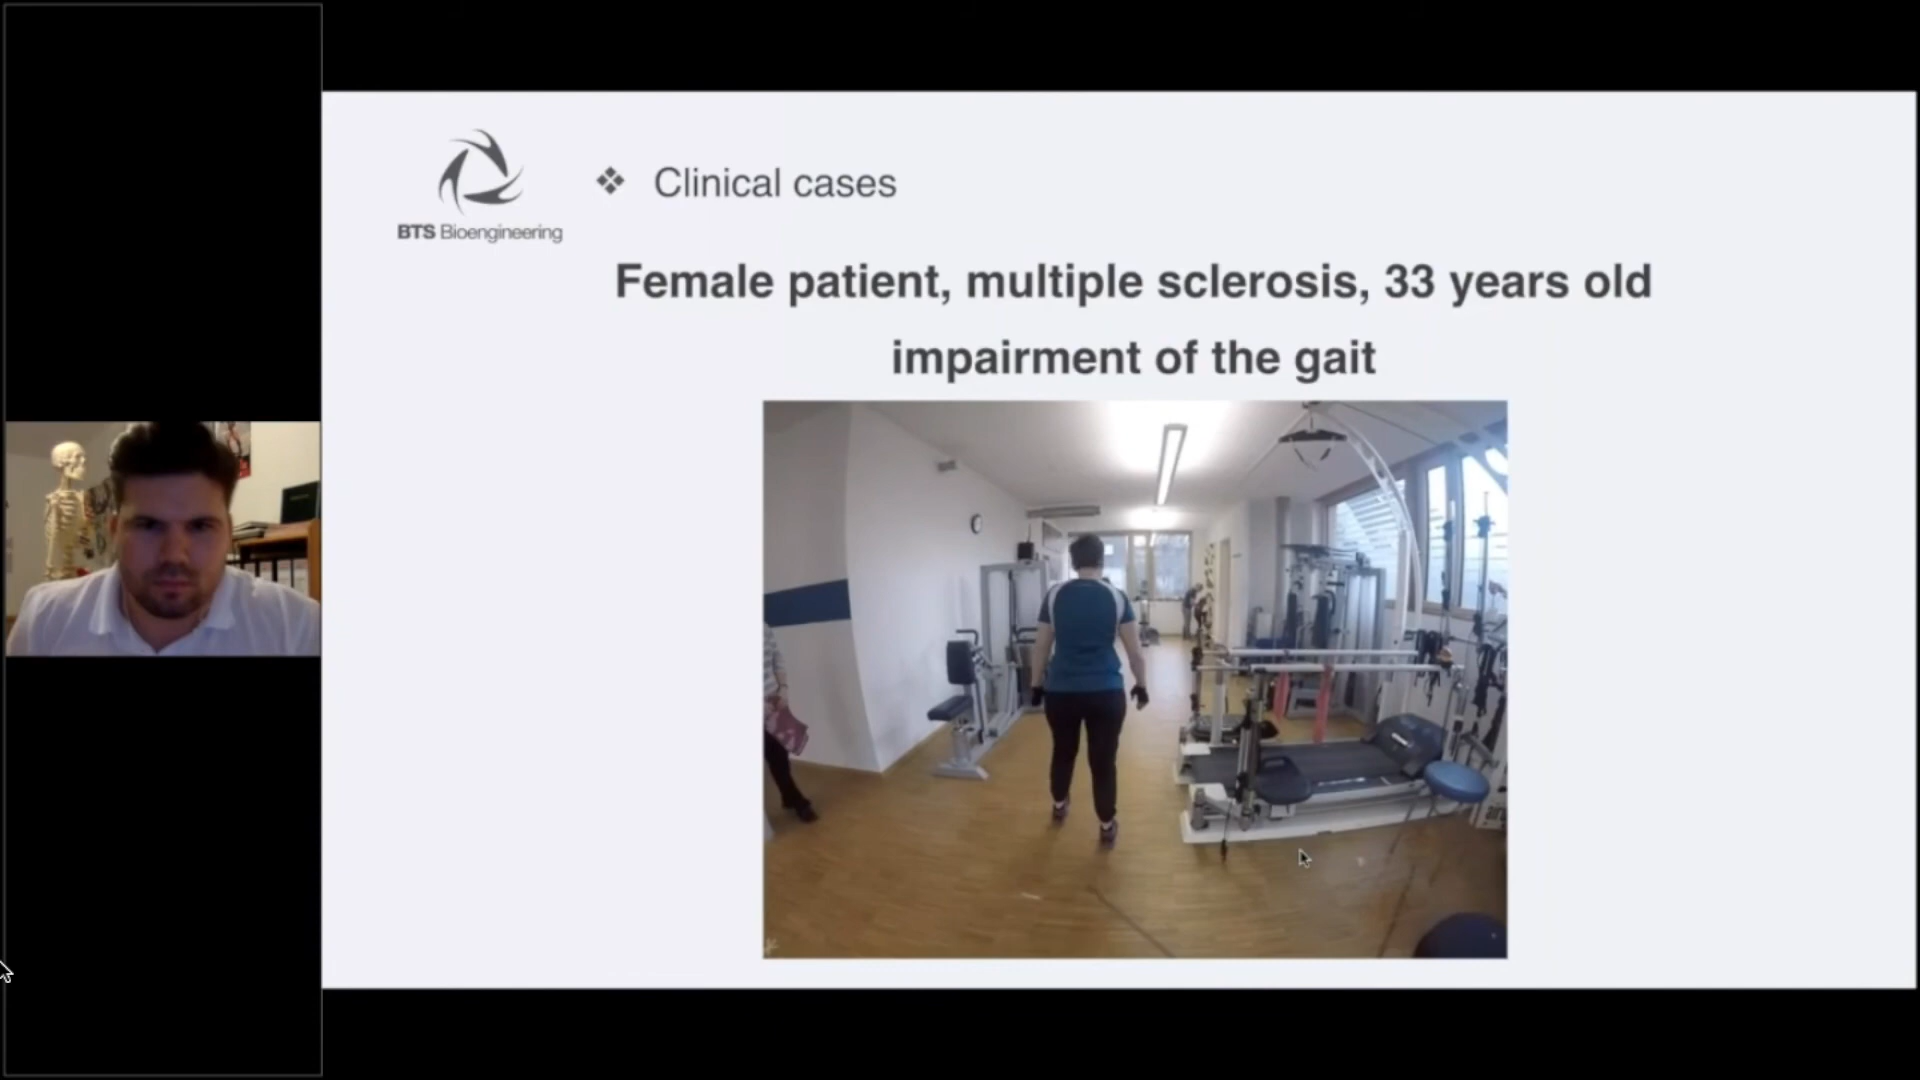 Clinical cases
BTS Bioengineering
Female patient, multiple sclerosis, 33 years old
impairment of the gait